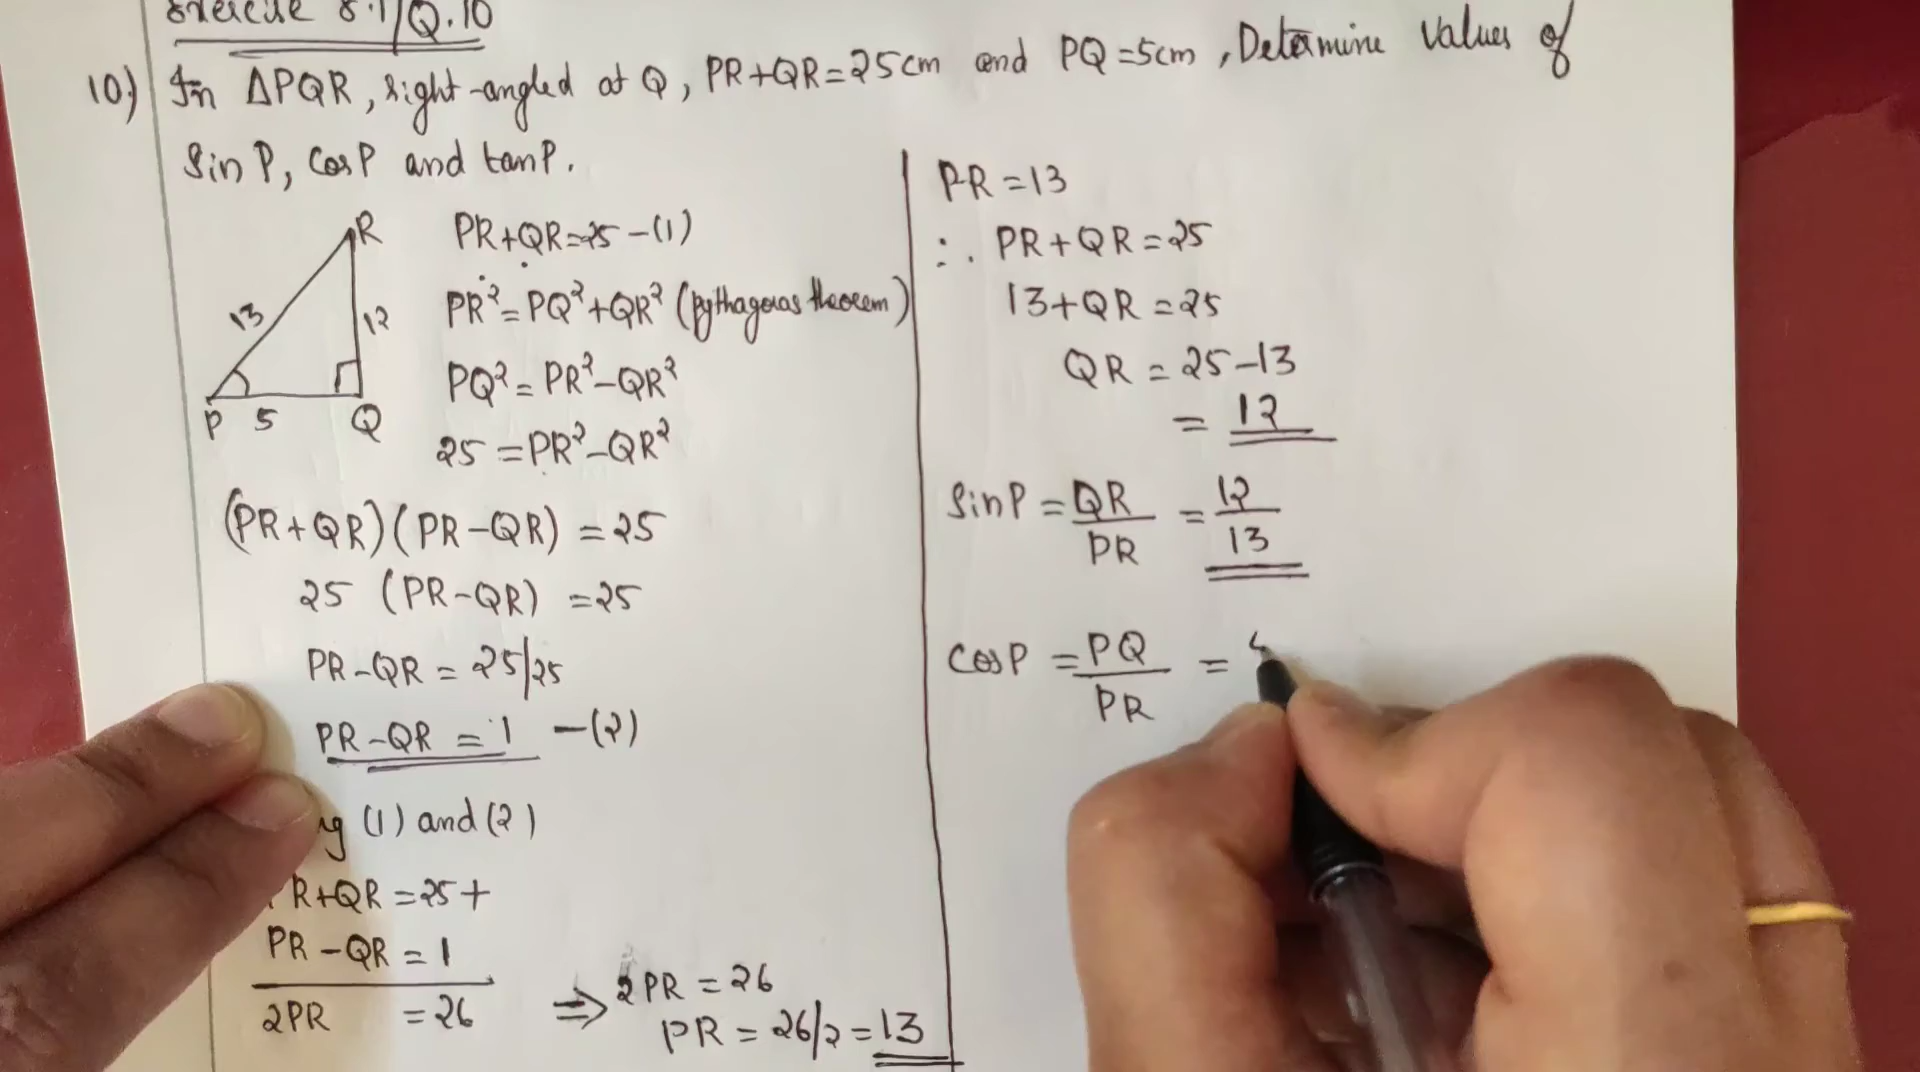 Exercise 8.1/Q.10
10) In ΔPQR, right-angled at Q, PR+QR=25cm and PQ=5cm, Determine values of
Sin P, Cos P and tan P.
R
13
12
P 5 Q
PR+QR=25 -(1)
PR²=PQ²+QR² (Pythagoras theorem)
PQ²=PR²-QR²
25=PR²-QR²
(PR+QR)(PR-QR)=25
25 (PR-QR)=25
PR-QR=25/25
PR-QR=1 -(2)
(1) and (2)
R+QR=25+
PR-QR=1
2PR =26
⇒ 2PR=26
PR=26/2=13
PR=13
∴ PR+QR=25
13+QR=25
QR=25-13
=12
Sin P = QR/PR = 12/13
Cos P = PQ/PR =